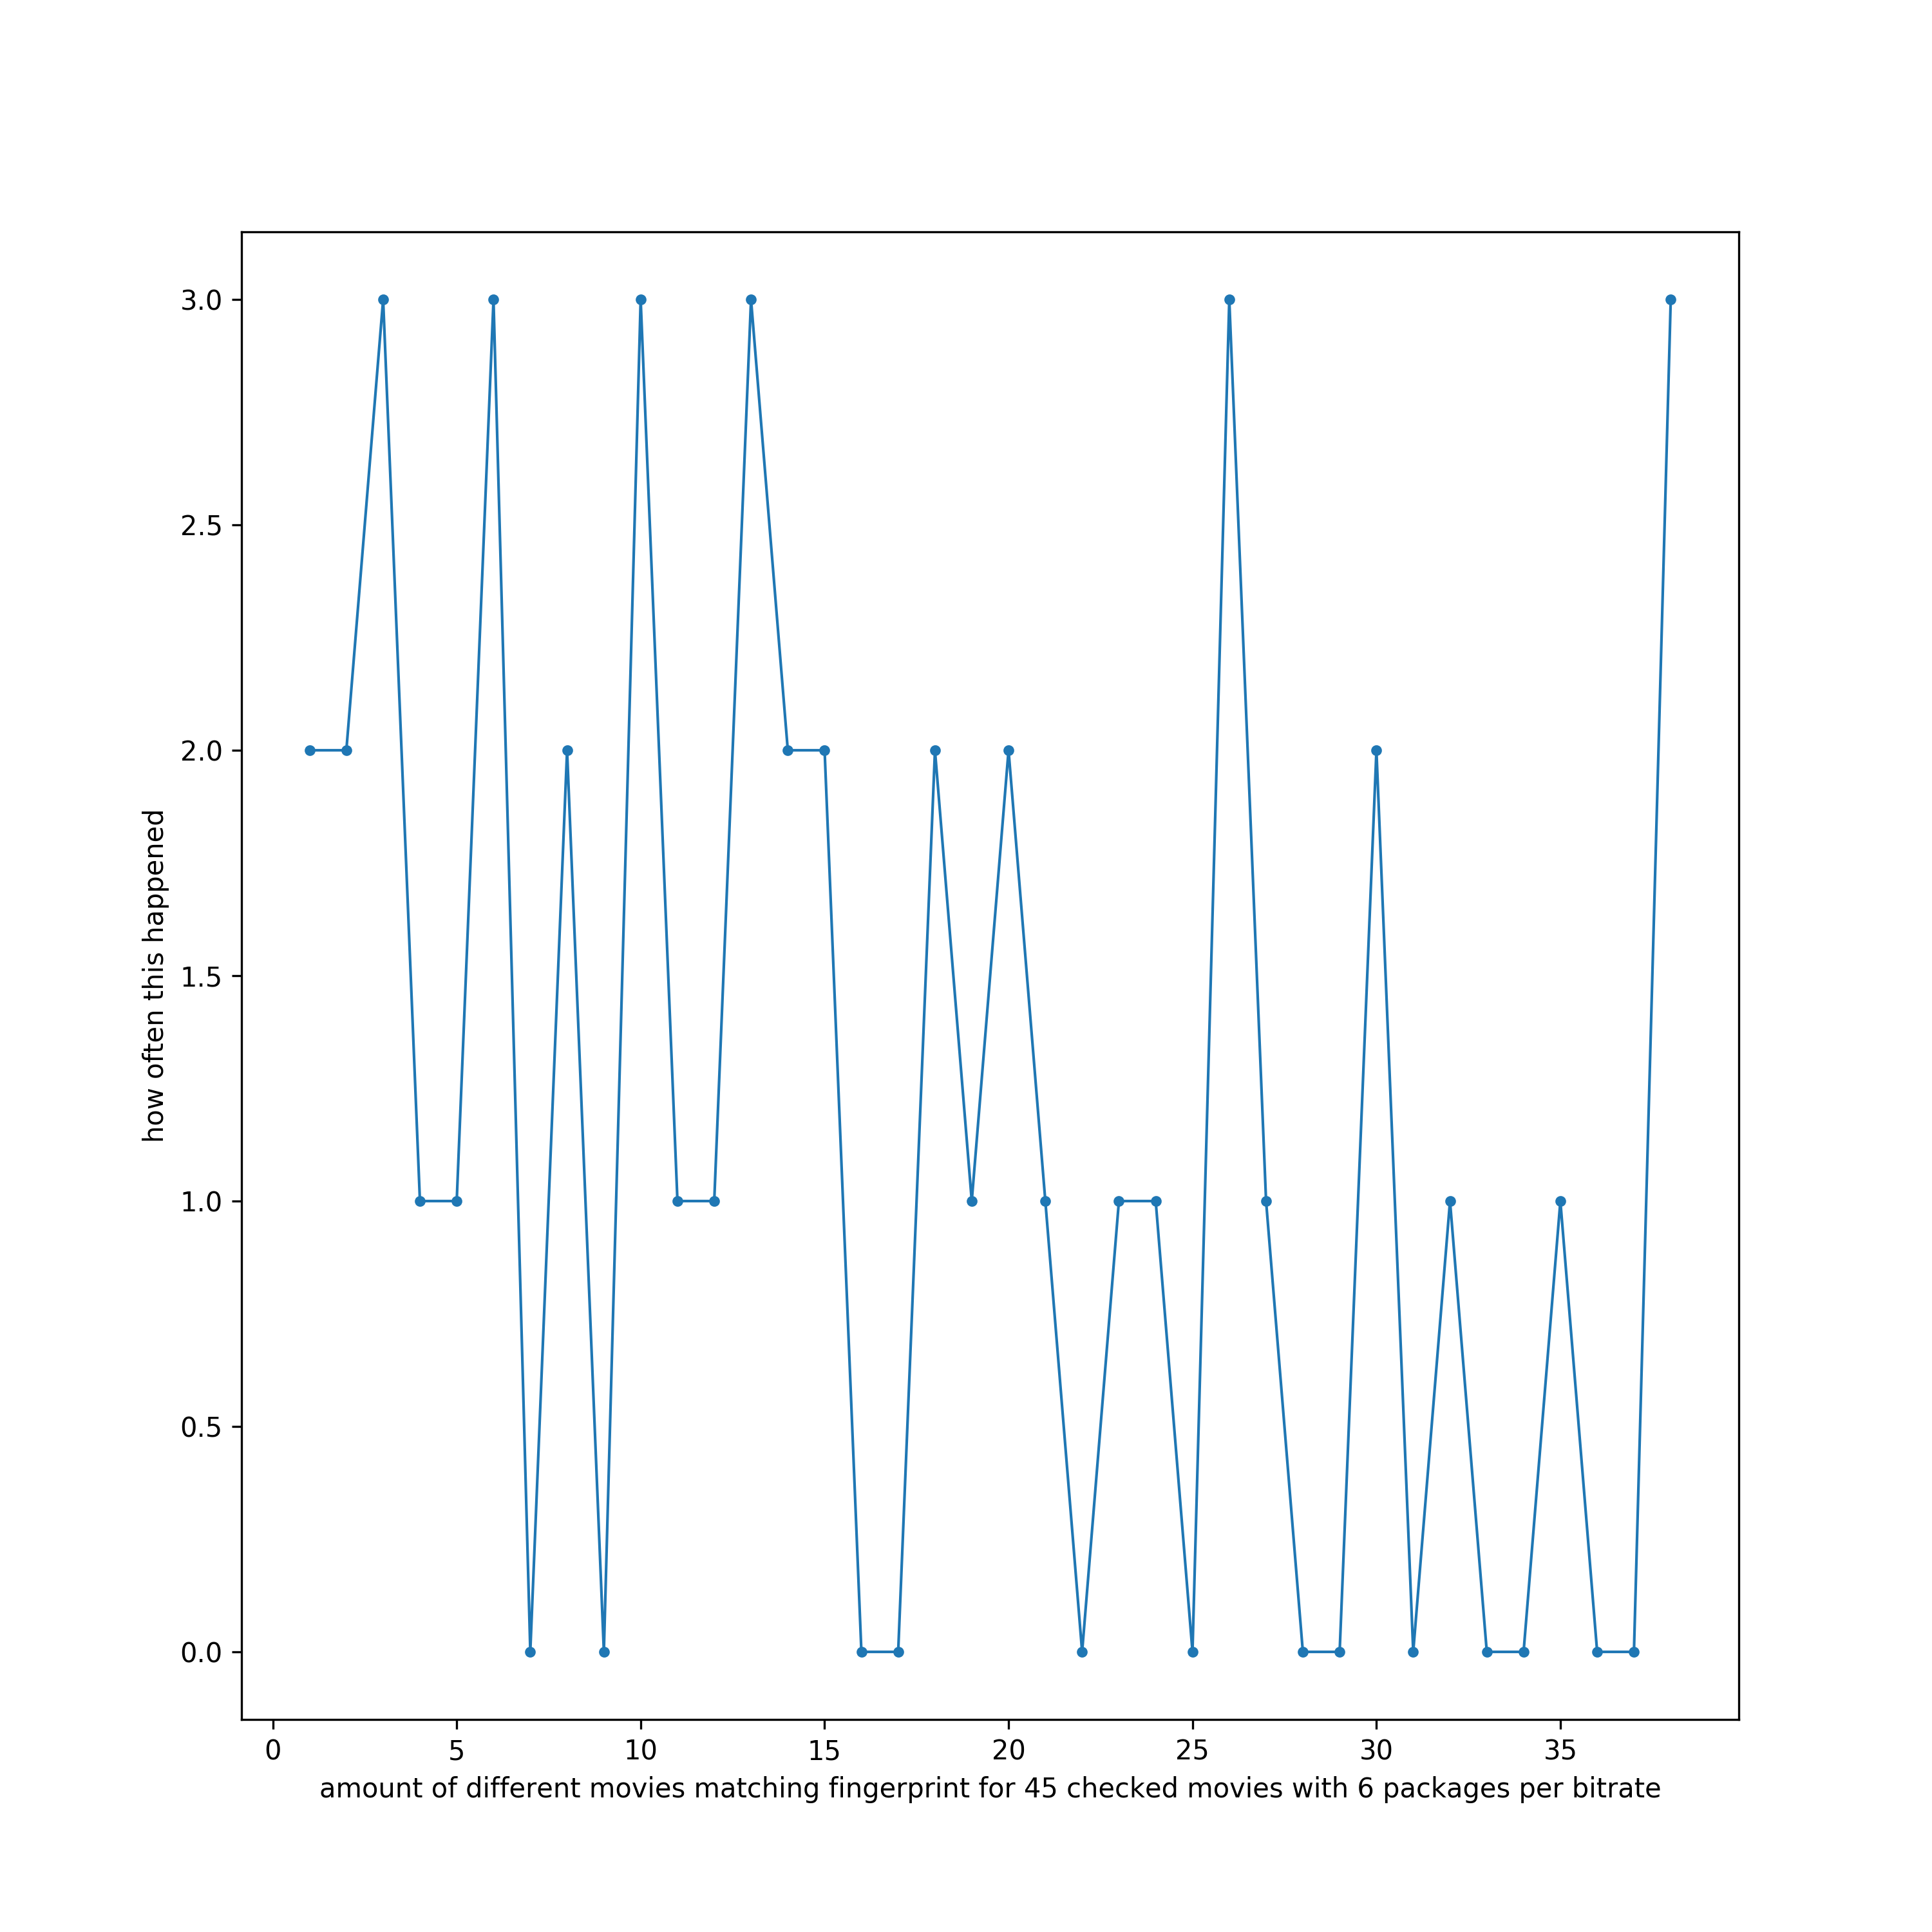 3.0
2.5
2.0
1.5
1.0
0.5
0.0
how often this happened
0 5 10 15 20 25 30 35
amount of different movies matching fingerprint for 45 checked movies with 6 packages per bitrate